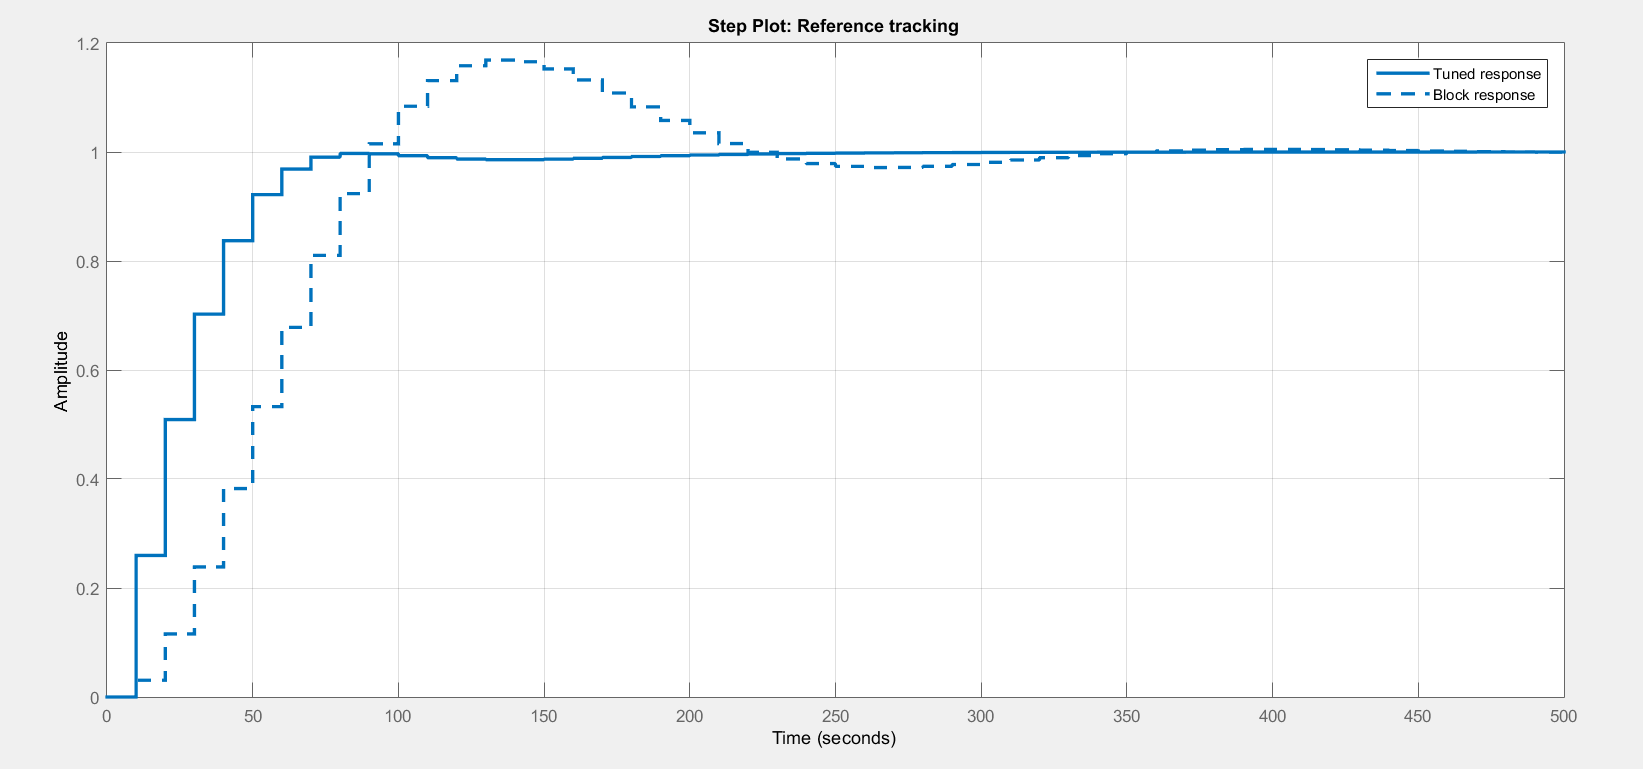 Step Plot: Reference tracking
Tuned response
Block response
1.2
1
0.8
0.6
0.4
0.2
0
Amplitude
0 50 100 150 200 250 300 350 400 450 500
Time (seconds)